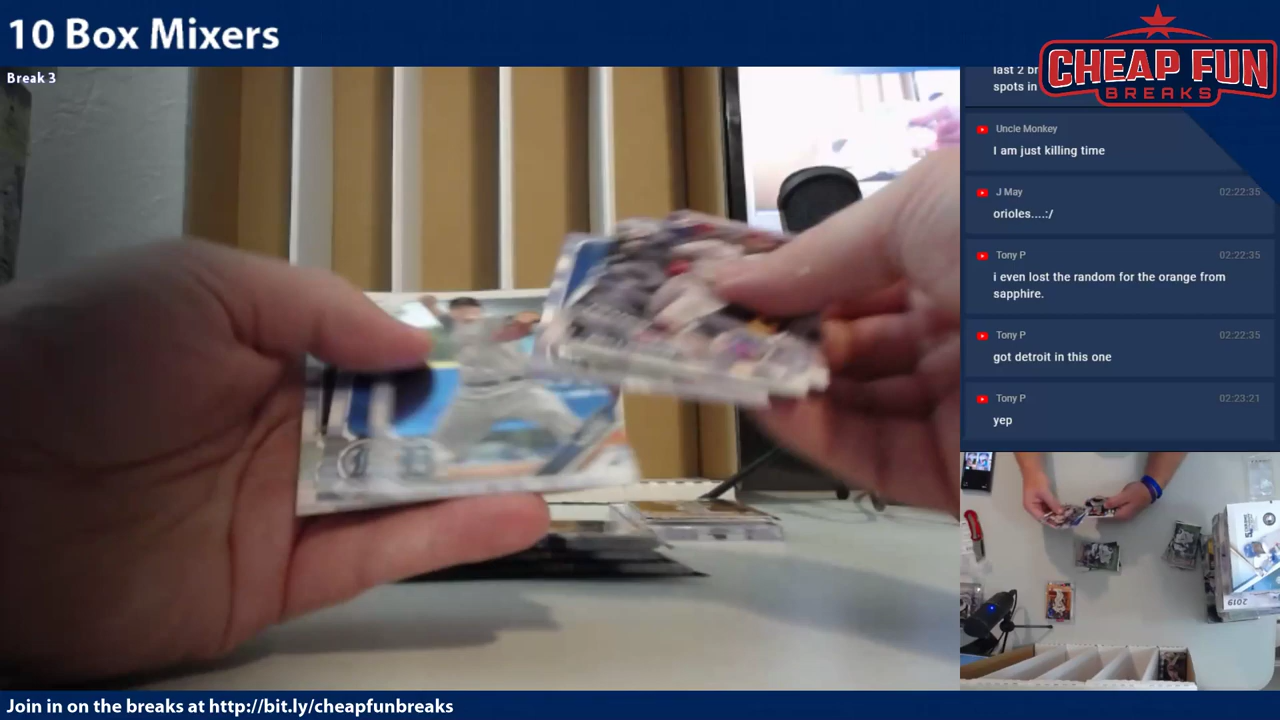 10 Box Mixers
Break 3
CHEAP FUN
BREAKS
last 2 br
spots in
Uncle Monkey
I am just killing time
J May 02:22:35
orioles....:/
Tony P 02:22:35
i even lost the random for the orange from
sapphire.
Tony P 02:22:35
got detroit in this one
Tony P 02:23:21
yep
2019
Join in on the breaks at http://bit.ly/cheapfunbreaks